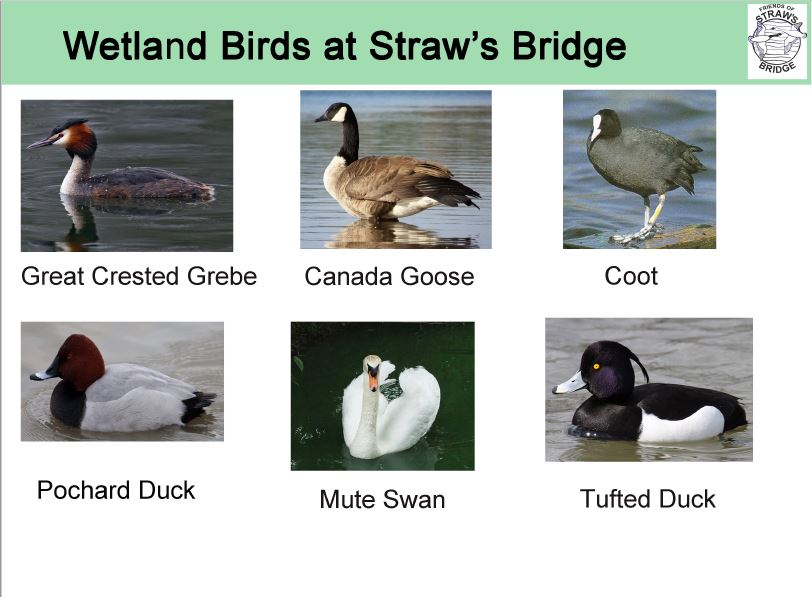 Wetland Birds at Straw's Bridge
FRIENDS OF
STRAW'S
BRIDGE
Great Crested Grebe
Canada Goose
Coot
Pochard Duck
Mute Swan
Tufted Duck